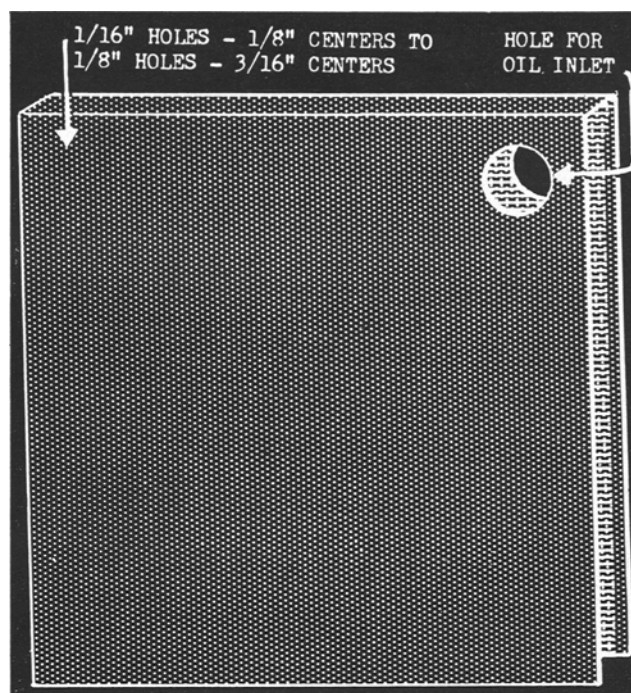 1/16" HOLES - 1/8" CENTERS TO
1/8" HOLES - 3/16" CENTERS
HOLE FOR
OIL INLET